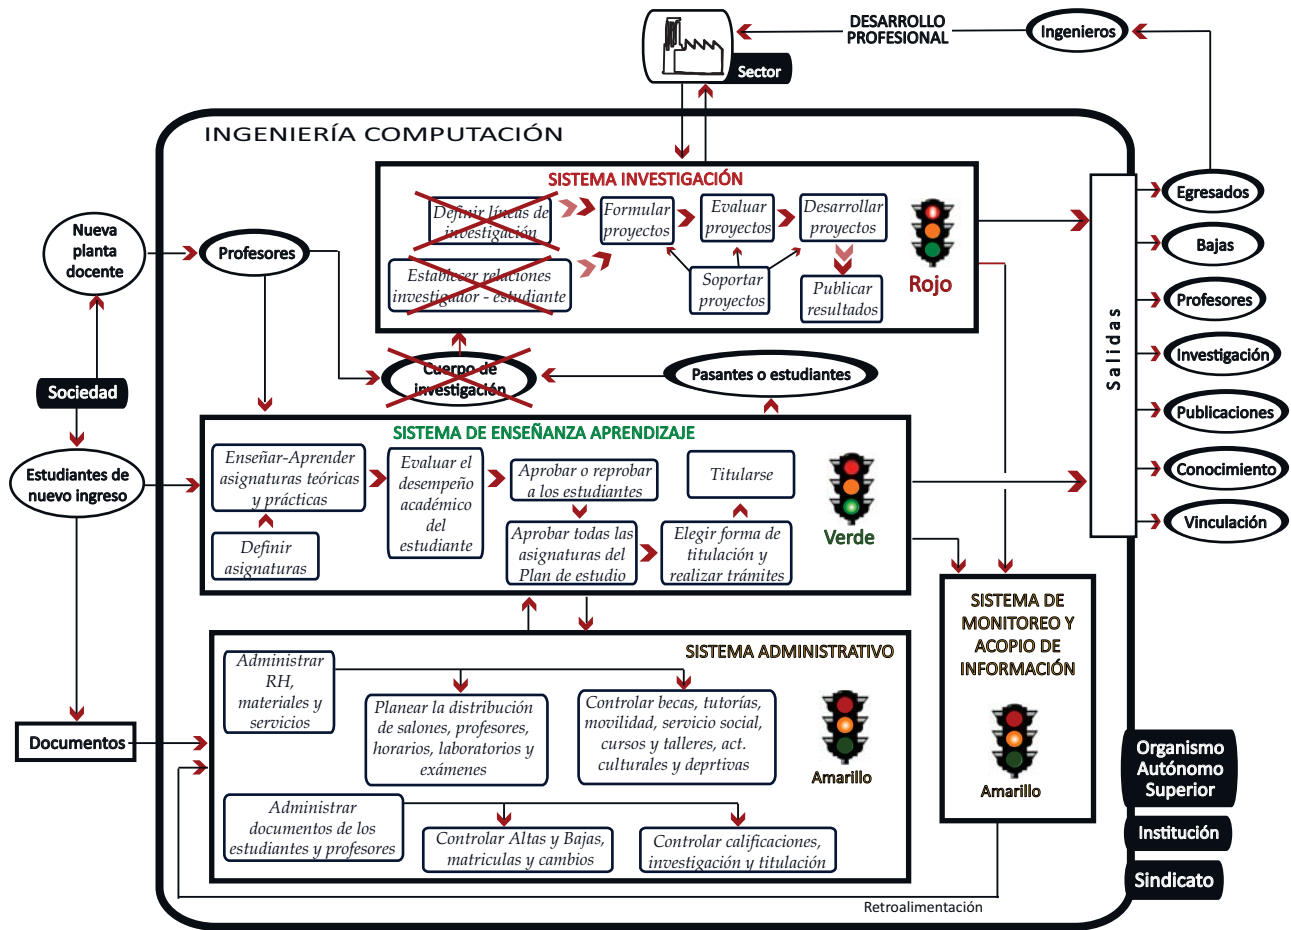 DESARROLLO
PROFESIONAL
Ingenieros
Sector
INGENIERÍA COMPUTACIÓN
SISTEMA INVESTIGACIÓN
Definir líneas de
investigación
Formular
proyectos
Evaluar
proyectos
Desarrollar
proyectos
Establecer relaciones
investigador - estudiante
Soportar
proyectos
Publicar
resultados
Rojo
Nueva
planta
docente
Profesores
Sociedad
Cuerpo de
investigación
Pasantes o estudiantes
Estudiantes de
nuevo ingreso
SISTEMA DE ENSEÑANZA APRENDIZAJE
Enseñar-Aprender
asignaturas teóricas
y prácticas
Evaluar el
desempeño
académico
del
estudiante
Aprobar o reprobar
a los estudiantes
Titularse
Definir
asignaturas
Aprobar todas las
asignaturas del
Plan de estudio
Elegir forma de
titulación y
realizar trámites
Verde
Salidas
Egresados
Bajas
Profesores
Investigación
Publicaciones
Conocimiento
Vinculación
SISTEMA ADMINISTRATIVO
Administrar
RH,
materiales y
servicios
Planear la distribución
de salones, profesores,
horarios, laboratorios y
exámenes
Controlar becas, tutorías,
movilidad, servicio social,
cursos y talleres, act.
culturales y deprtivas
Amarillo
Administrar
documentos de los
estudiantes y profesores
Controlar Altas y Bajas,
matriculas y cambios
Controlar calificaciones,
investigación y titulación
Documentos
SISTEMA DE
MONITOREO Y
ACOPIO DE
INFORMACIÓN
Amarillo
Organismo
Autónomo
Superior
Institución
Sindicato
Retroalimentación